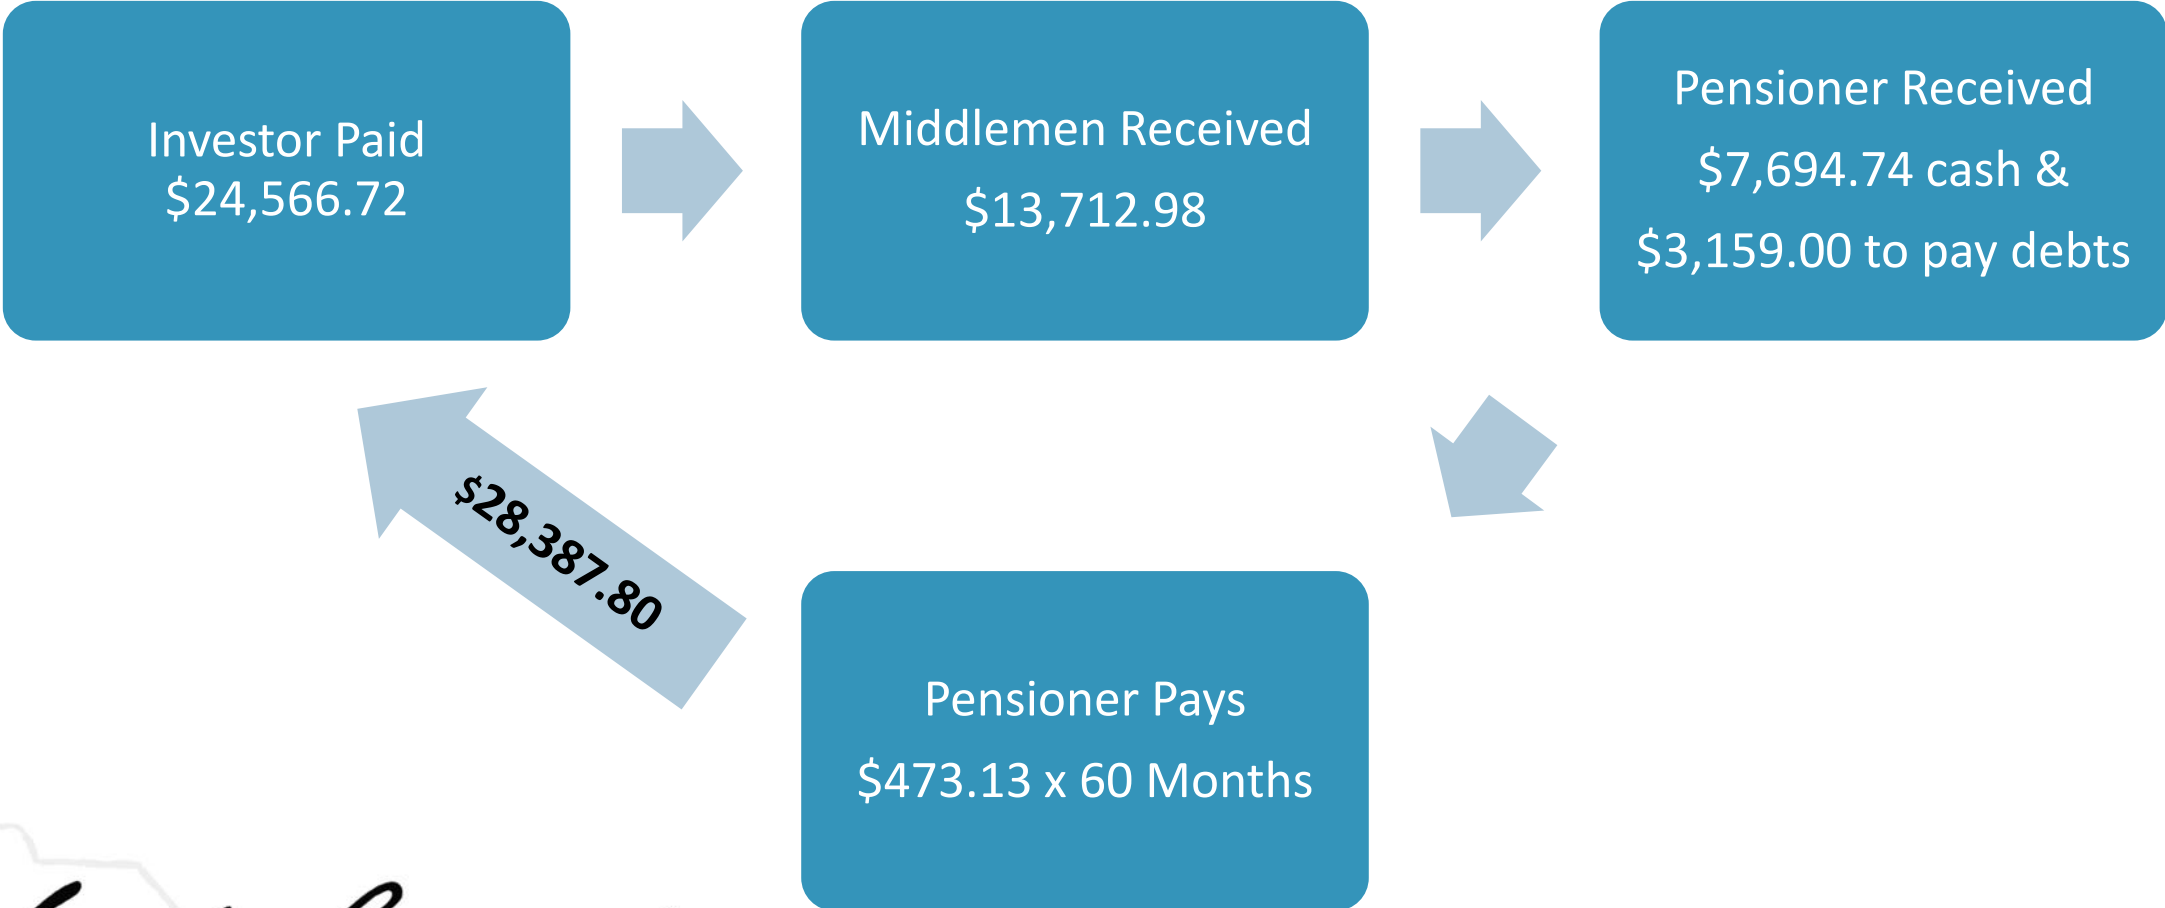 Investor Paid
$24,566.72
Middlemen Received
$13,712.98
Pensioner Received
$7,694.74 cash &
$3,159.00 to pay debts
$28,387.80
Pensioner Pays
$473.13 x 60 Months